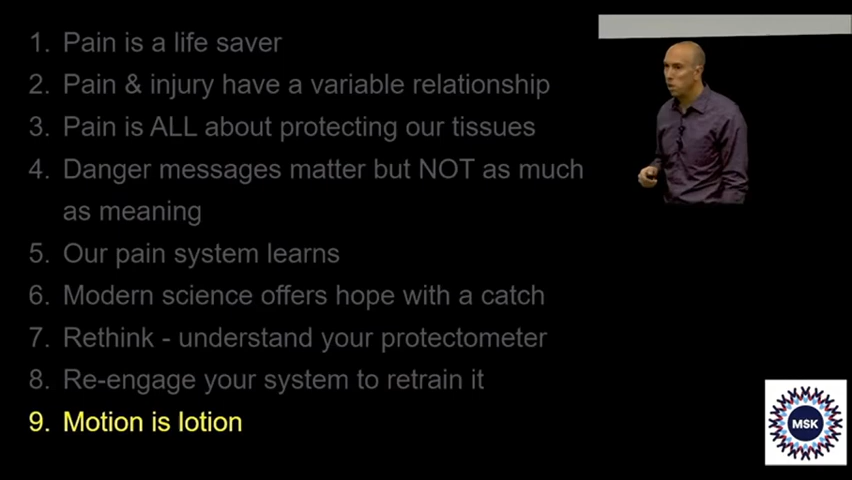 1. Pain is a life saver
2. Pain & injury have a variable relationship
3. Pain is ALL about protecting our tissues
4. Danger messages matter but NOT as much
as meaning
5. Our pain system learns
6. Modern science offers hope with a catch
7. Rethink - understand your protectometer
8. Re-engage your system to retrain it
9. Motion is lotion
MSK